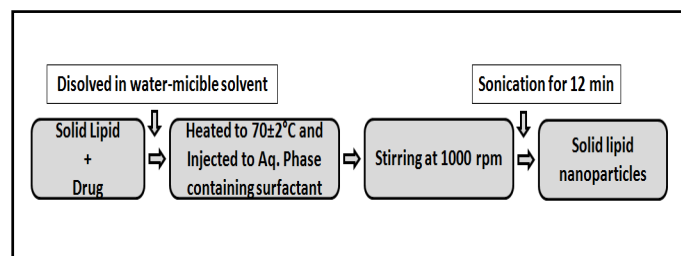 Disolved in water-micible solvent
Sonication for 12 min
Solid Lipid
+
Drug
Heated to 70±2°C and
Injected to Aq. Phase
containing surfactant
Stirring at 1000 rpm
Solid lipid
nanoparticles